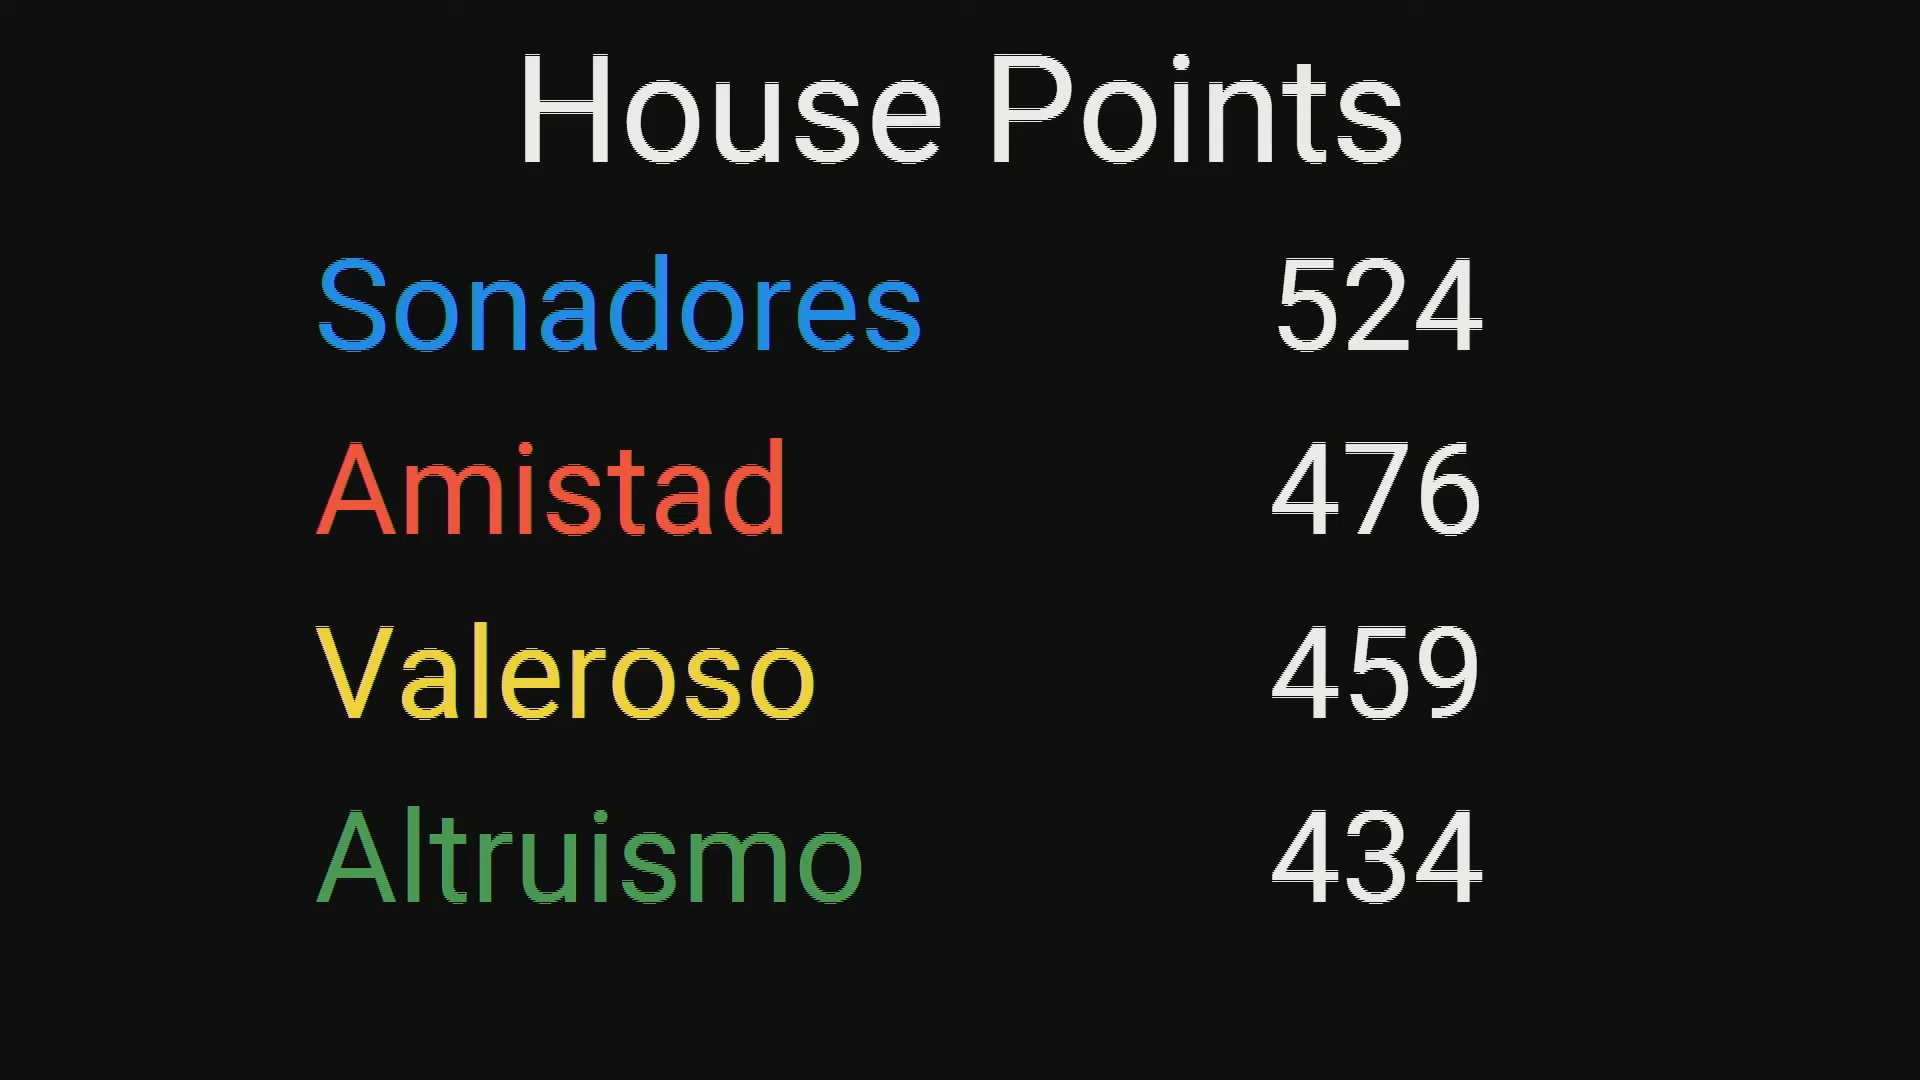 House Points
Sonadores 524
Amistad 476
Valeroso 459
Altruismo 434